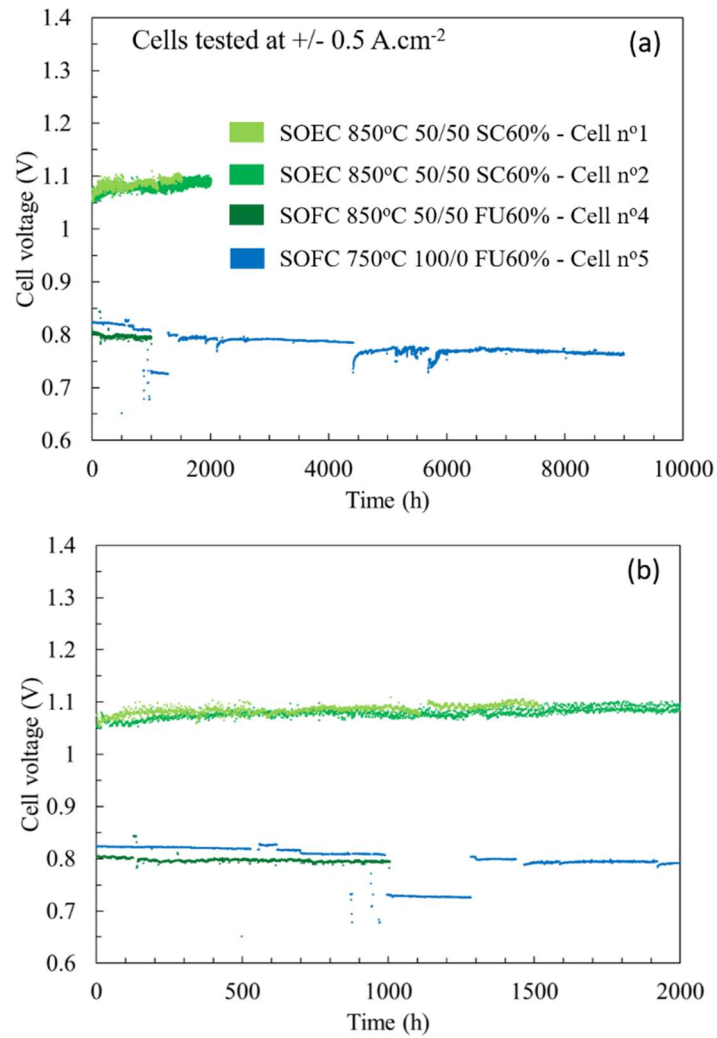 Cells tested at +/- 0.5 A.cm-2
(a)
SOEC 850ºC 50/50 SC60% - Cell nº1
SOEC 850ºC 50/50 SC60% - Cell nº2
SOFC 850ºC 50/50 FU60% - Cell nº4
SOFC 750ºC 100/0 FU60% - Cell nº5
Cell voltage (V)
1.4
1.3
1.2
1.1
1
0.9
0.8
0.7
0.6
0 2000 4000 6000 8000 10000
Time (h)
(b)
Cell voltage (V)
1.4
1.3
1.2
1.1
1
0.9
0.8
0.7
0.6
0 500 1000 1500 2000
Time (h)